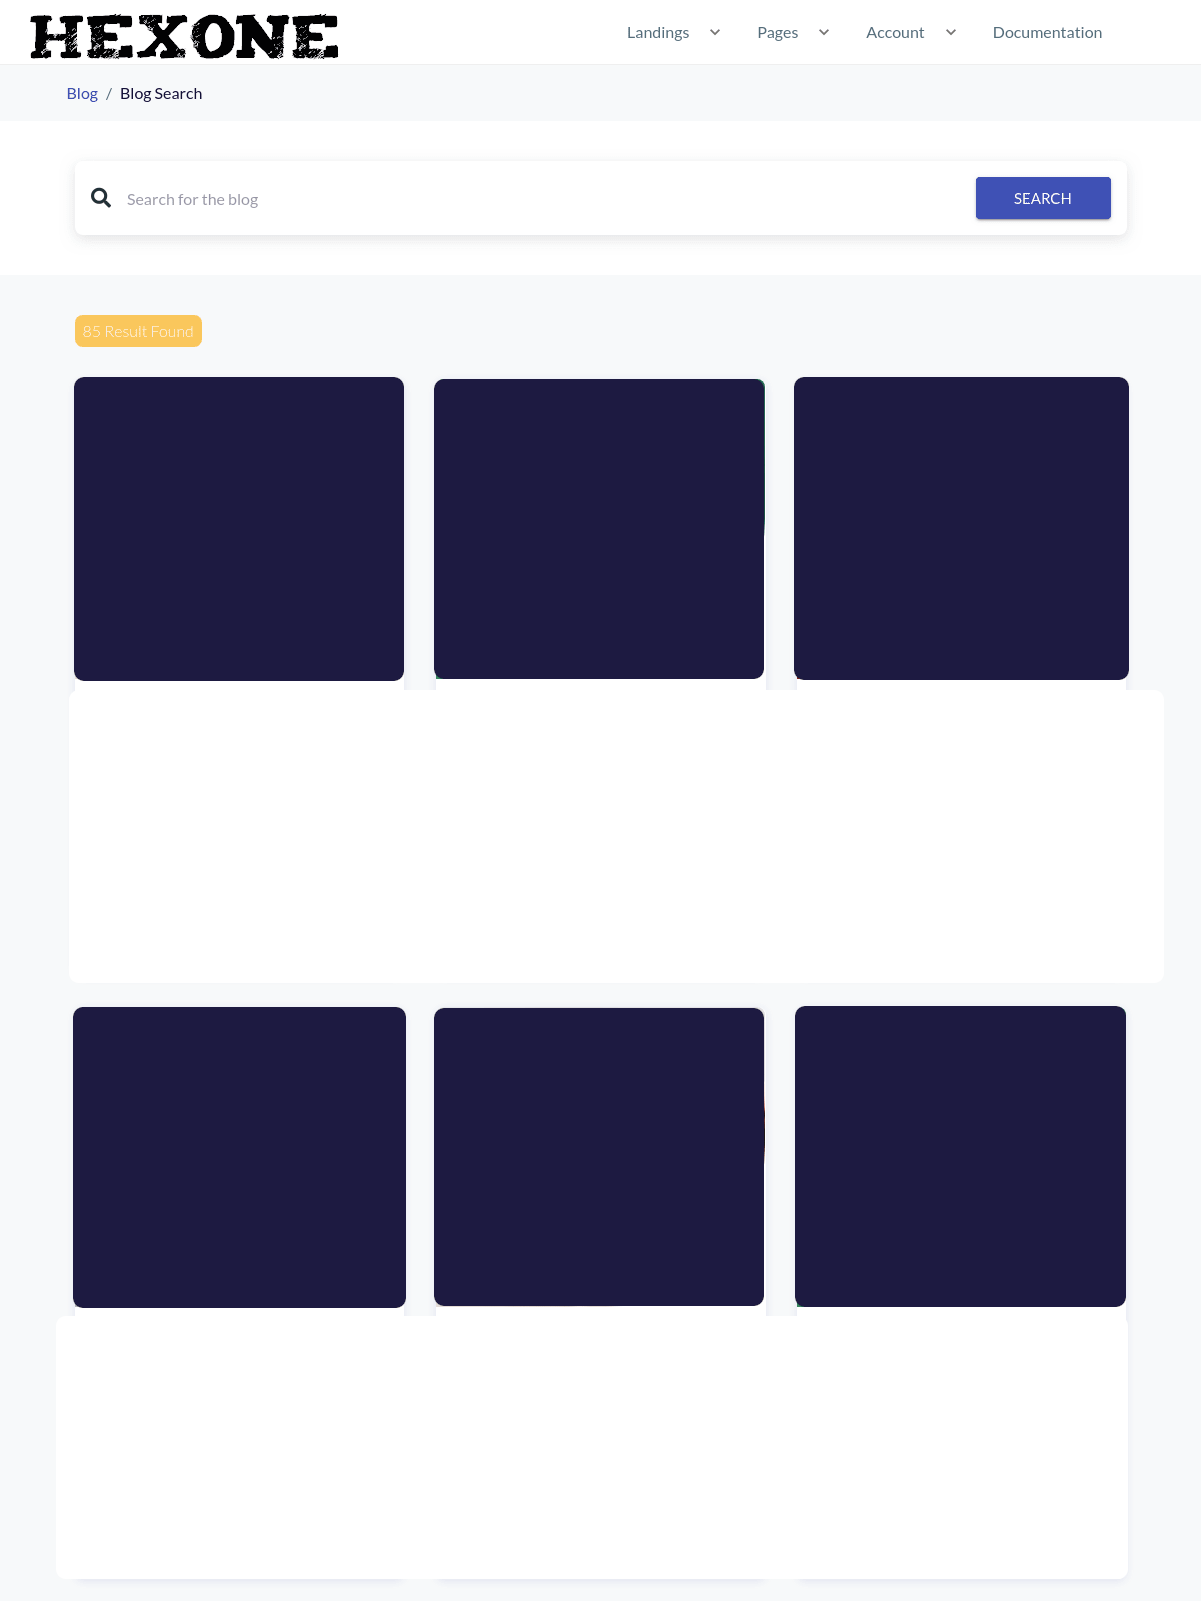 HEXONE
Landings Pages Account Documentation
Blog / Blog Search
Search for the blog
SEARCH
85 Result Found